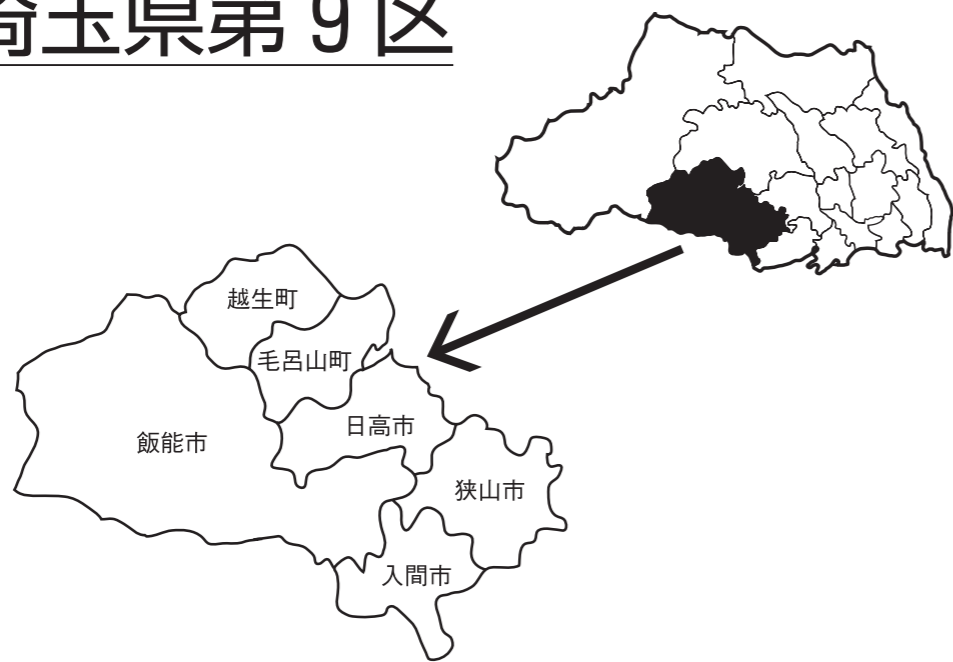 埼玉県第9区
越生町
毛呂山町
日高市
飯能市
狭山市
入間市